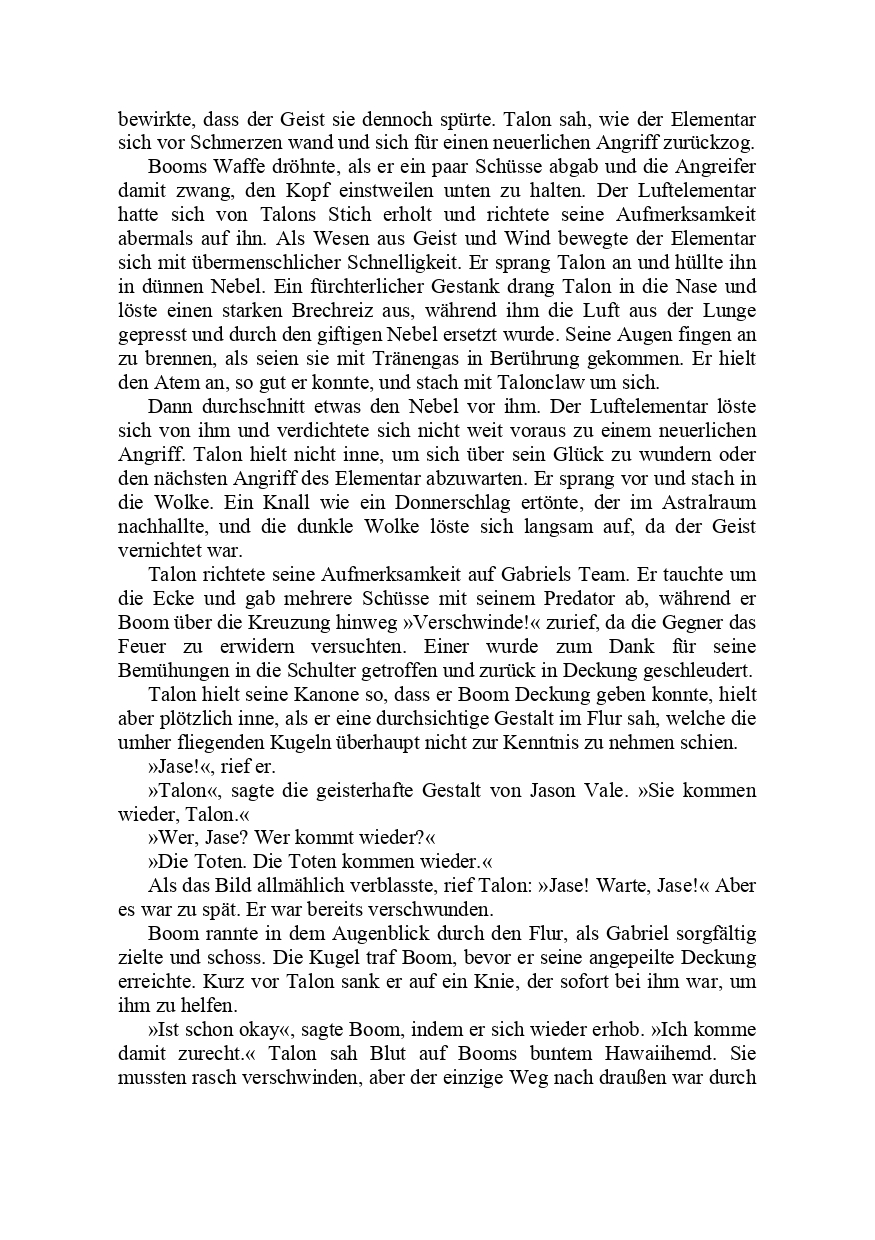 bewirkte, dass der Geist sie dennoch spürte. Talon sah, wie der Elementar
sich vor Schmerzen wand und sich für einen neuerlichen Angriff zurückzog.
Booms Waffe dröhnte, als er ein paar Schüsse abgab und die Angreifer
damit zwang, den Kopf einstweilen unten zu halten. Der Luftelementar
hatte sich von Talons Stich erholt und richtete seine Aufmerksamkeit
abermals auf ihn. Als Wesen aus Geist und Wind bewegte der Elementar
sich mit übermenschlicher Schnelligkeit. Er sprang Talon an und hüllte ihn
in dünnen Nebel. Ein fürchterlicher Gestank drang Talon in die Nase und
löste einen starken Brechreiz aus, während ihm die Luft aus der Lunge
gepresst und durch den giftigen Nebel ersetzt wurde. Seine Augen fingen an
zu brennen, als seien sie mit Tränengas in Berührung gekommen. Er hielt
den Atem an, so gut er konnte, und stach mit Talonclaw um sich.
Dann durchschnitt etwas den Nebel vor ihm. Der Luftelementar löste
sich von ihm und verdichtete sich nicht weit voraus zu einem neuerlichen
Angriff. Talon hielt nicht inne, um sich über sein Glück zu wundern oder
den nächsten Angriff des Elementar abzuwarten. Er sprang vor und stach in
die Wolke. Ein Knall wie ein Donnerschlag ertönte, der im Astralraum
nachhallte, und die dunkle Wolke löste sich langsam auf, da der Geist
vernichtet war.
Talon richtete seine Aufmerksamkeit auf Gabriels Team. Er tauchte um
die Ecke und gab mehrere Schüsse mit seinem Predator ab, während er
Boom über die Kreuzung hinweg »Verschwinde!« zurief, da die Gegner das
Feuer zu erwidern versuchten. Einer wurde zum Dank für seine
Bemühungen in die Schulter getroffen und zurück in Deckung geschleudert.
Talon hielt seine Kanone so, dass er Boom Deckung geben konnte, hielt
aber plötzlich inne, als er eine durchsichtige Gestalt im Flur sah, welche die
umher fliegenden Kugeln überhaupt nicht zur Kenntnis zu nehmen schien.
»Jase!«, rief er.
»Talon«, sagte die geisterhafte Gestalt von Jason Vale. »Sie kommen
wieder, Talon.«
»Wer, Jase? Wer kommt wieder?«
»Die Toten. Die Toten kommen wieder.«
Als das Bild allmählich verblasste, rief Talon: »Jase! Warte, Jase!« Aber
es war zu spät. Er war bereits verschwunden.
Boom rannte in dem Augenblick durch den Flur, als Gabriel sorgfältig
zielte und schoss. Die Kugel traf Boom, bevor er seine angepeilte Deckung
erreichte. Kurz vor Talon sank er auf ein Knie, der sofort bei ihm war, um
ihm zu helfen.
»Ist schon okay«, sagte Boom, indem er sich wieder erhob. »Ich komme
damit zurecht.« Talon sah Blut auf Booms buntem Hawaiihemd. Sie
mussten rasch verschwinden, aber der einzige Weg nach draußen war durch